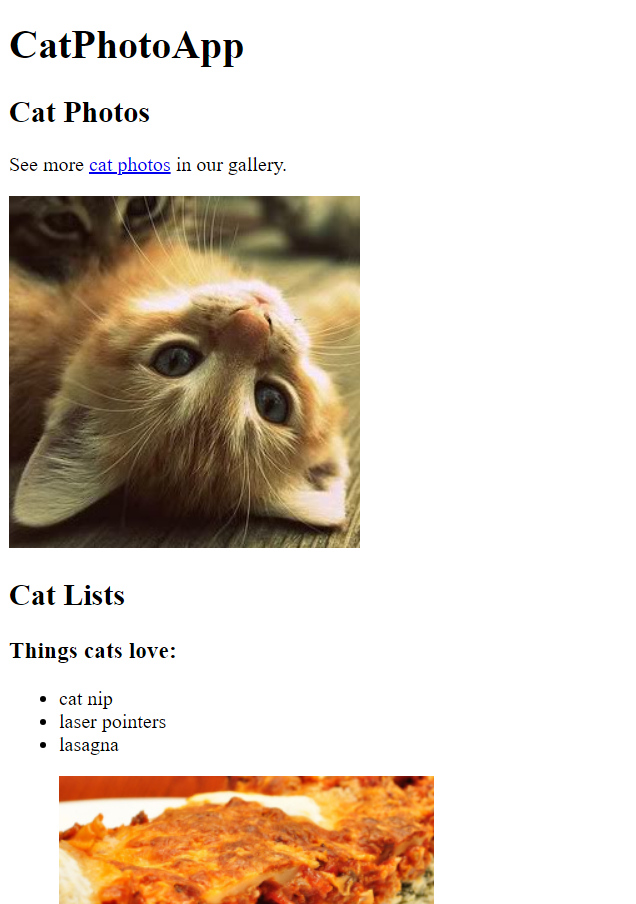 CatPhotoApp
Cat Photos
See more cat photos in our gallery.
Cat Lists
Things cats love:
cat nip
laser pointers
lasagna